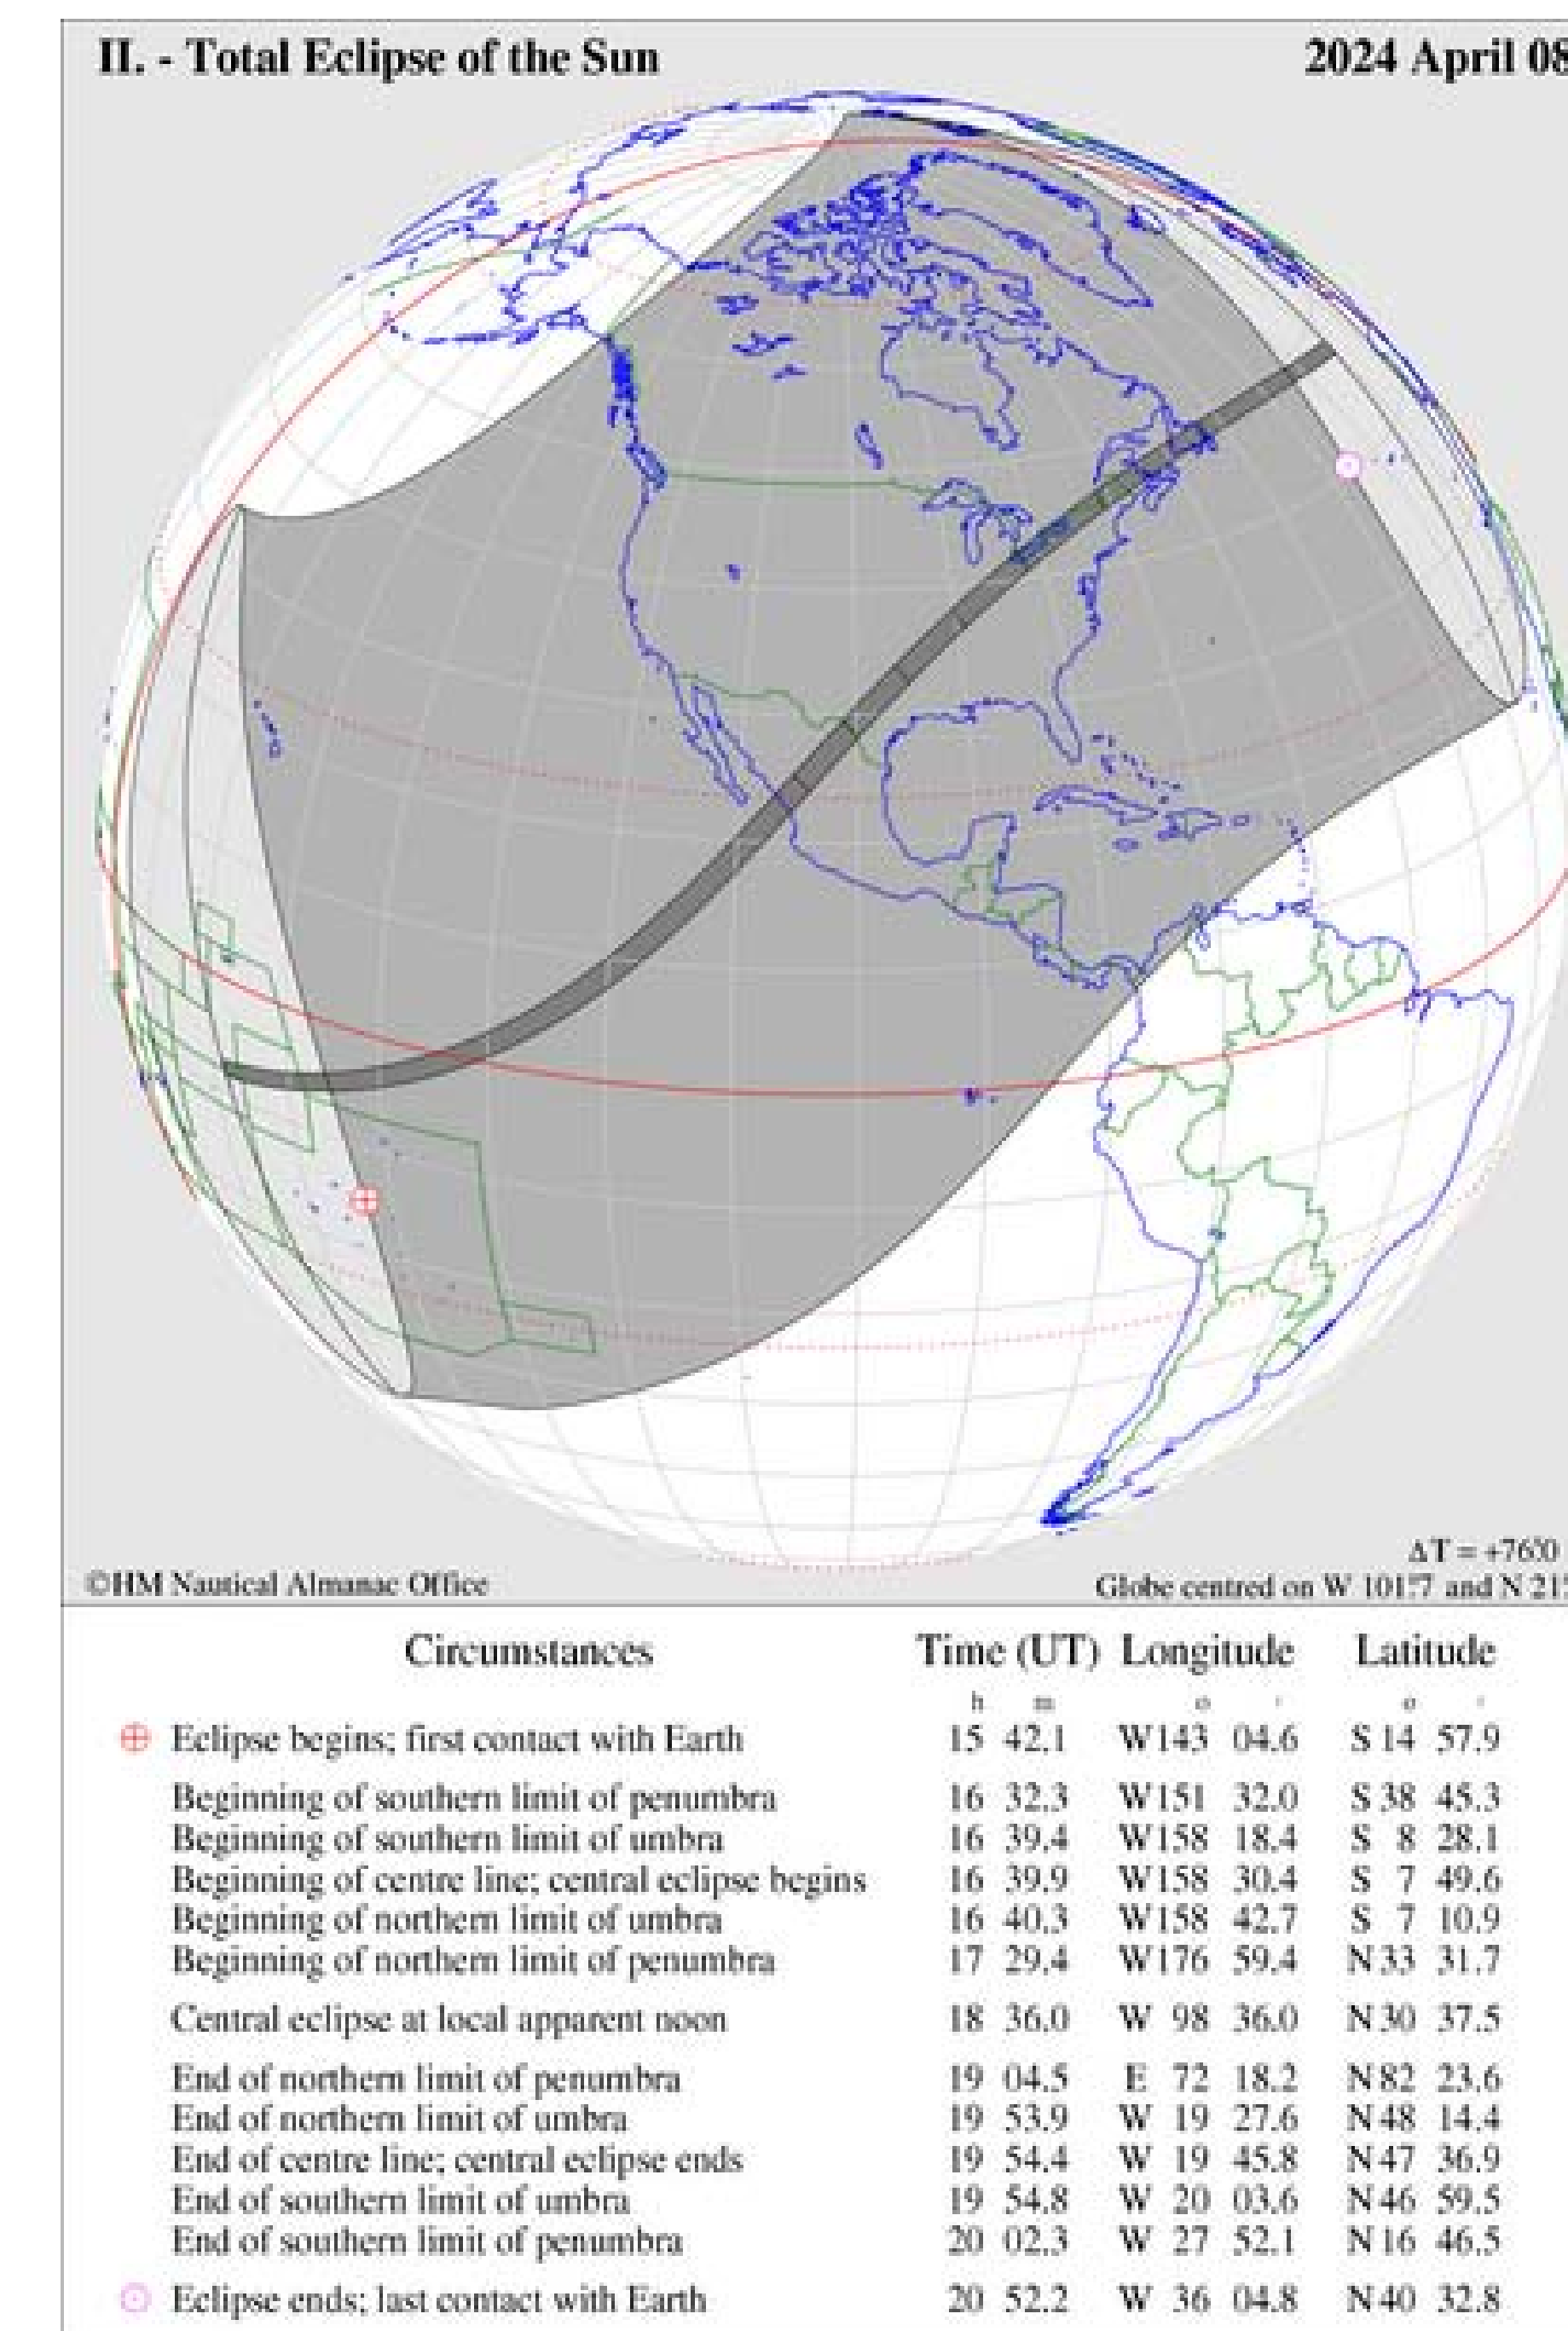 II. - Total Eclipse of the Sun 2024 April 08
ΔT = +76ˢ0
©HM Nautical Almanac Office Globe centred on W 101°7 and N 21°
Circumstances Time (UT) Longitude Latitude
h m o ' o '
⊕ Eclipse begins; first contact with Earth 15 42.1 W143 04.6 S 14 57.9
Beginning of southern limit of penumbra 16 32.3 W151 32.0 S 38 45.3
Beginning of southern limit of umbra 16 39.4 W158 18.4 S 8 28.1
Beginning of centre line; central eclipse begins 16 39.9 W158 30.4 S 7 49.6
Beginning of northern limit of umbra 16 40.3 W158 42.7 S 7 10.9
Beginning of northern limit of penumbra 17 29.4 W176 59.4 N33 31.7
Central eclipse at local apparent noon 18 36.0 W 98 36.0 N30 37.5
End of northern limit of penumbra 19 04.5 E 72 18.2 N82 23.6
End of northern limit of umbra 19 53.9 W 19 27.6 N48 14.4
End of centre line; central eclipse ends 19 54.4 W 19 45.8 N47 36.9
End of southern limit of umbra 19 54.8 W 20 03.6 N46 59.5
End of southern limit of penumbra 20 02.3 W 27 52.1 N16 46.5
⊙ Eclipse ends; last contact with Earth 20 52.2 W 36 04.8 N40 32.8